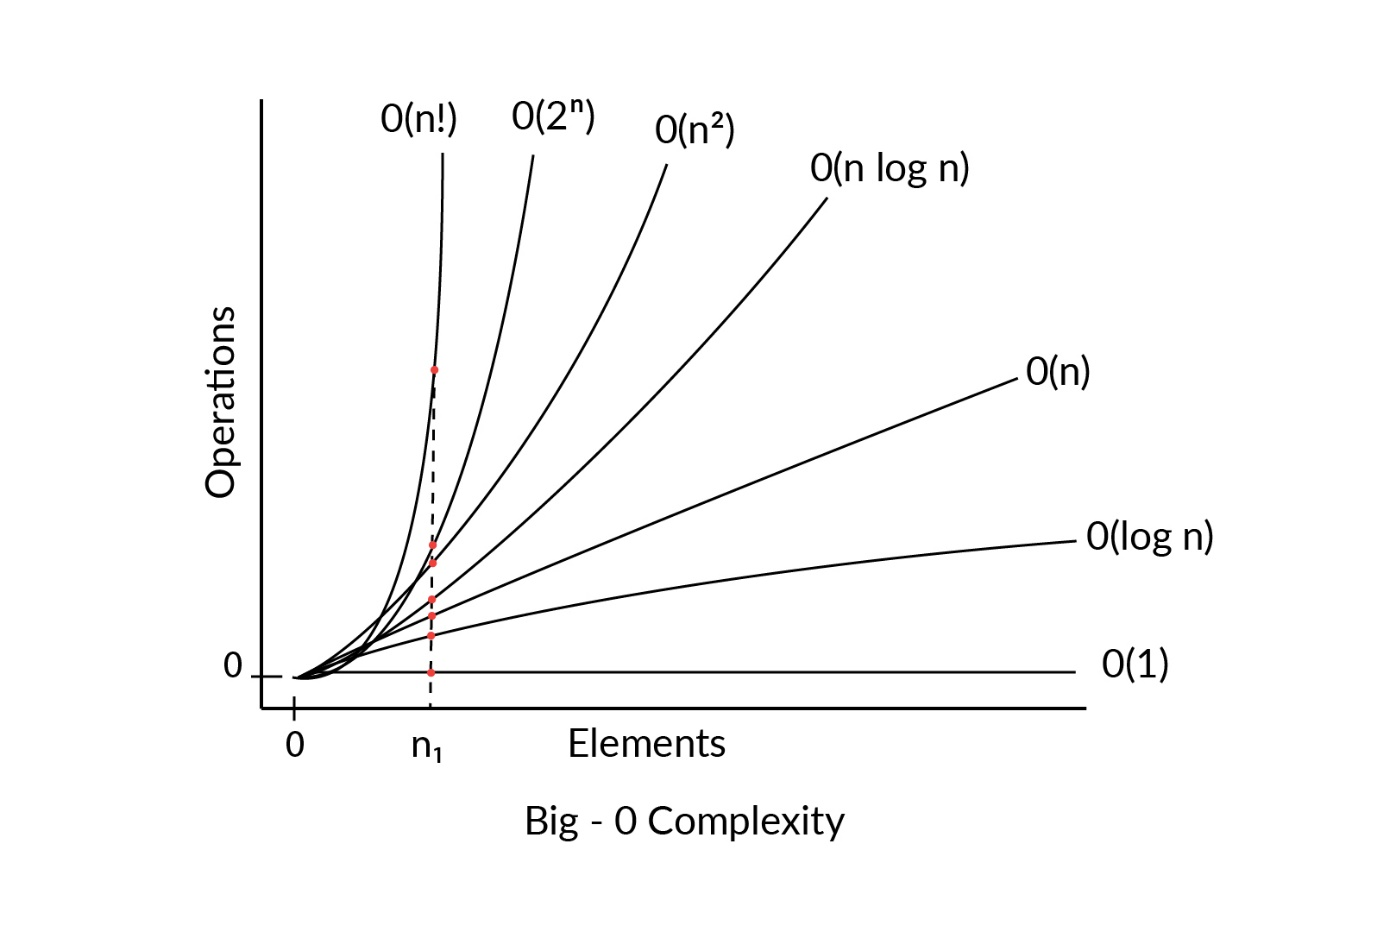 0(n!)
0(2ⁿ)
0(n²)
0(n log n)
0(n)
0(log n)
0(1)
Operations
0
0
n₁
Elements
Big - 0 Complexity